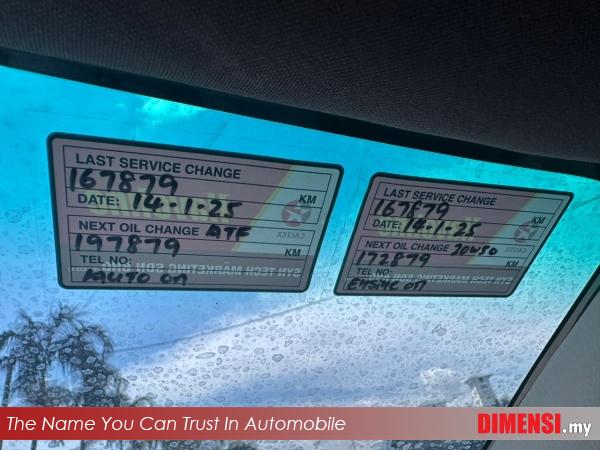 LAST SERVICE CHANGE
167879 KM
DATE: 14-1-25
NEXT OIL CHANGE ATF
197879 KM
TEL NO:
AUTO OIL
CALTEX
LAST SERVICE CHANGE
167879 KM
DATE: 14-1-25
NEXT OIL CHANGE 20W50
172879 KM
TEL NO:
ENGINE OIL
CALTEX
The Name You Can Trust In Automobile
DIMENSI.my